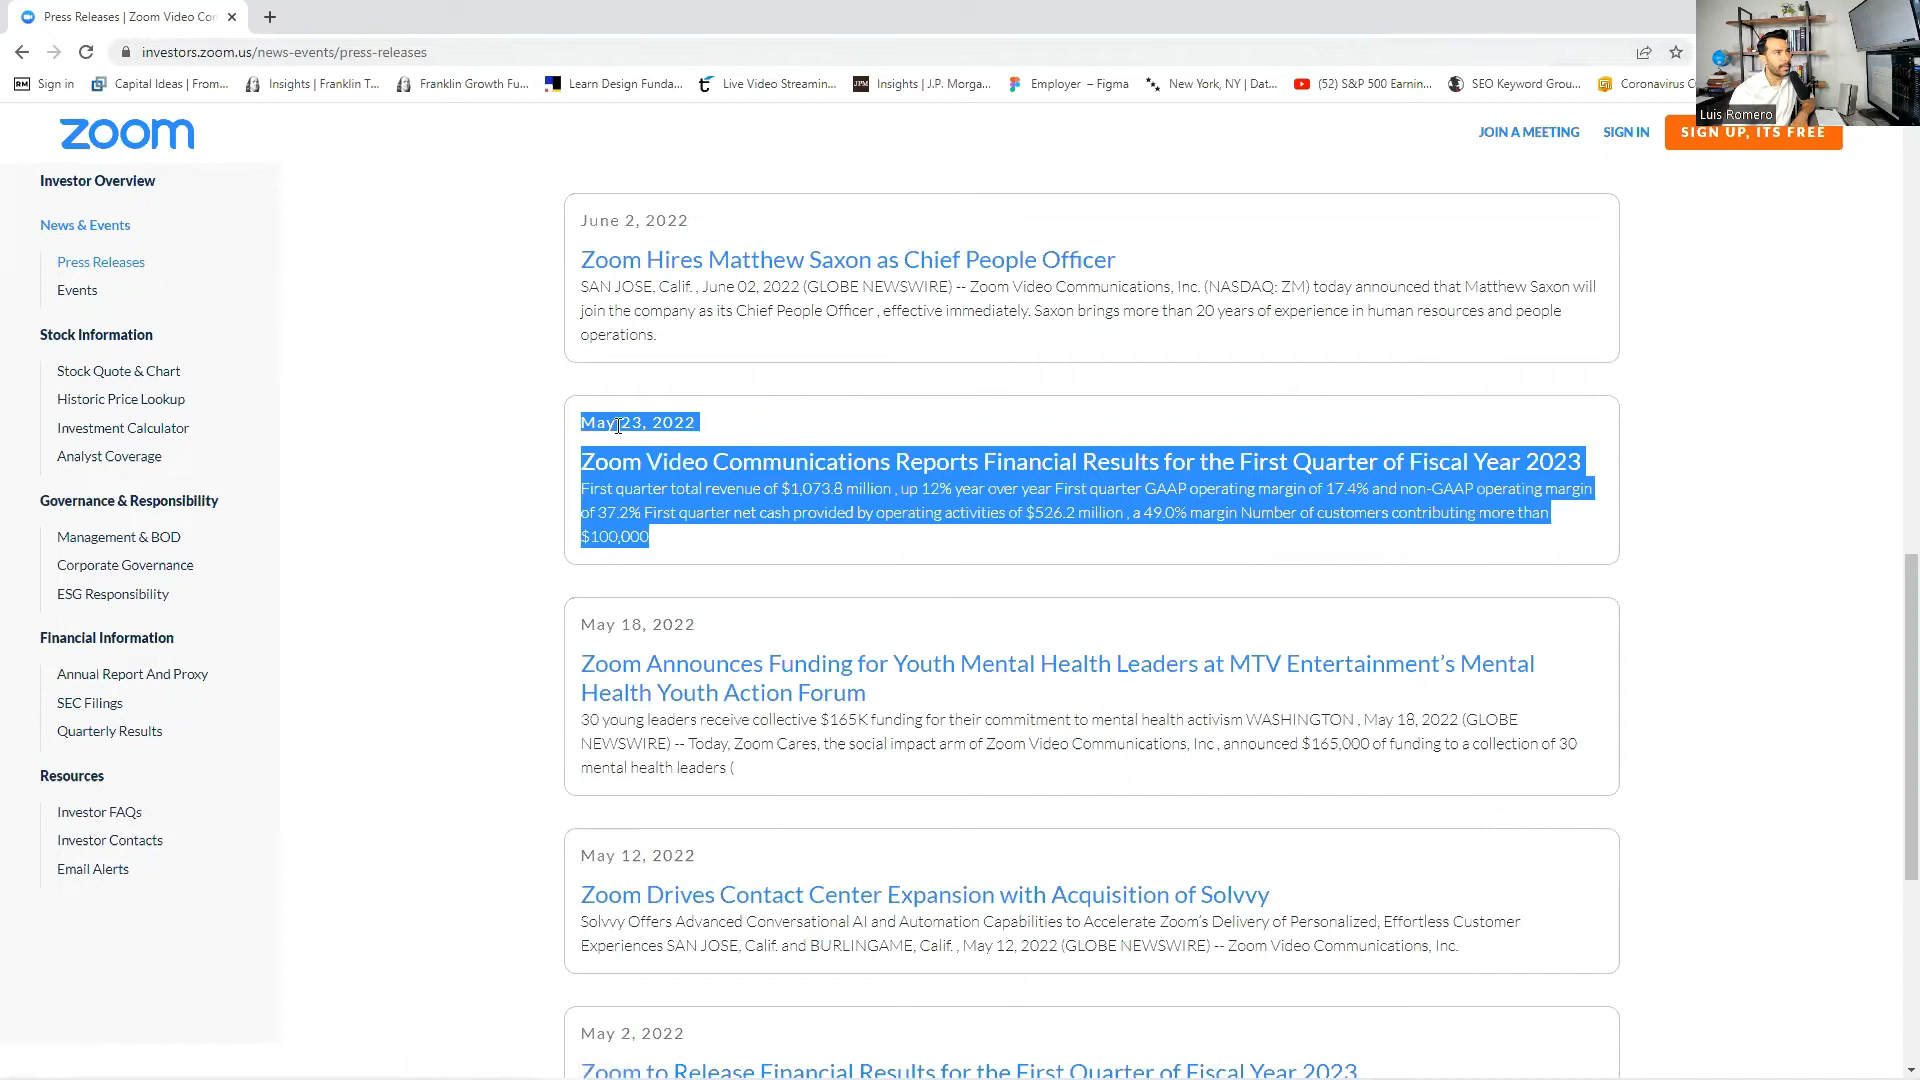 Press Releases | Zoom Video Co
investors.zoom.us/news-events/press-releases
RM Sign in
Capital Ideas | From...
Insights | Franklin T...
Franklin Growth Fu...
Learn Design Funda...
Live Video Streamin...
JPM Insights | J.P. Morga...
Employer – Figma
New York, NY | Dat...
(52) S&P 500 Earnin...
SEO Keyword Grou...
Coronavirus C
Luis Romero
zoom
JOIN A MEETING
SIGN IN
SIGN UP, ITS FREE
Investor Overview
News & Events
Press Releases
Events
Stock Information
Stock Quote & Chart
Historic Price Lookup
Investment Calculator
Analyst Coverage
Governance & Responsibility
Management & BOD
Corporate Governance
ESG Responsibility
Financial Information
Annual Report And Proxy
SEC Filings
Quarterly Results
Resources
Investor FAQs
Investor Contacts
Email Alerts
June 2, 2022
Zoom Hires Matthew Saxon as Chief People Officer
SAN JOSE, Calif. , June 02, 2022 (GLOBE NEWSWIRE) -- Zoom Video Communications, Inc. (NASDAQ: ZM) today announced that Matthew Saxon will
join the company as its Chief People Officer , effective immediately. Saxon brings more than 20 years of experience in human resources and people
operations.
May 23, 2022
Zoom Video Communications Reports Financial Results for the First Quarter of Fiscal Year 2023
First quarter total revenue of $1,073.8 million , up 12% year over year First quarter GAAP operating margin of 17.4% and non-GAAP operating margin
of 37.2% First quarter net cash provided by operating activities of $526.2 million , a 49.0% margin Number of customers contributing more than
$100,000
May 18, 2022
Zoom Announces Funding for Youth Mental Health Leaders at MTV Entertainment’s Mental
Health Youth Action Forum
30 young leaders receive collective $165K funding for their commitment to mental health activism WASHINGTON , May 18, 2022 (GLOBE
NEWSWIRE) -- Today, Zoom Cares, the social impact arm of Zoom Video Communications, Inc , announced $165,000 of funding to a collection of 30
mental health leaders (
May 12, 2022
Zoom Drives Contact Center Expansion with Acquisition of Solvvy
Solvvy Offers Advanced Conversational AI and Automation Capabilities to Accelerate Zoom’s Delivery of Personalized, Effortless Customer
Experiences SAN JOSE, Calif. and BURLINGAME, Calif. , May 12, 2022 (GLOBE NEWSWIRE) -- Zoom Video Communications, Inc.
May 2, 2022
Zoom to Release Financial Results for the First Quarter of Fiscal Year 2023